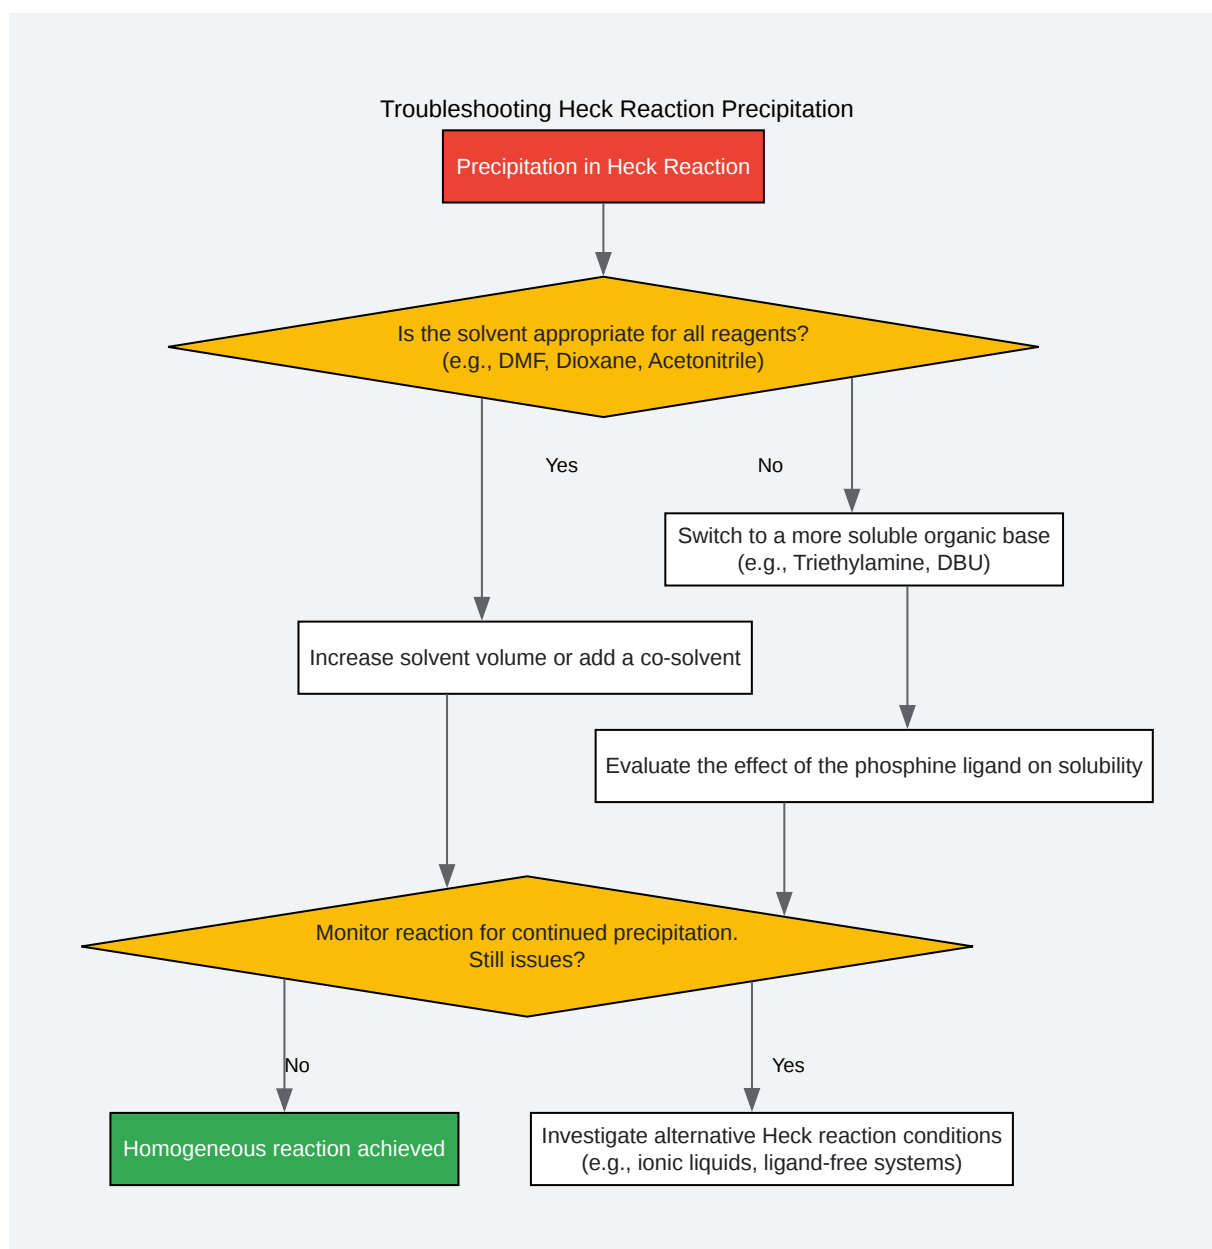 Troubleshooting Heck Reaction Precipitation
Precipitation in Heck Reaction
Is the solvent appropriate for all reagents?
(e.g., DMF, Dioxane, Acetonitrile)
Yes
No
Switch to a more soluble organic base
(e.g., Triethylamine, DBU)
Increase solvent volume or add a co-solvent
Evaluate the effect of the phosphine ligand on solubility
Monitor reaction for continued precipitation.
Still issues?
No
Yes
Homogeneous reaction achieved
Investigate alternative Heck reaction conditions
(e.g., ionic liquids, ligand-free systems)